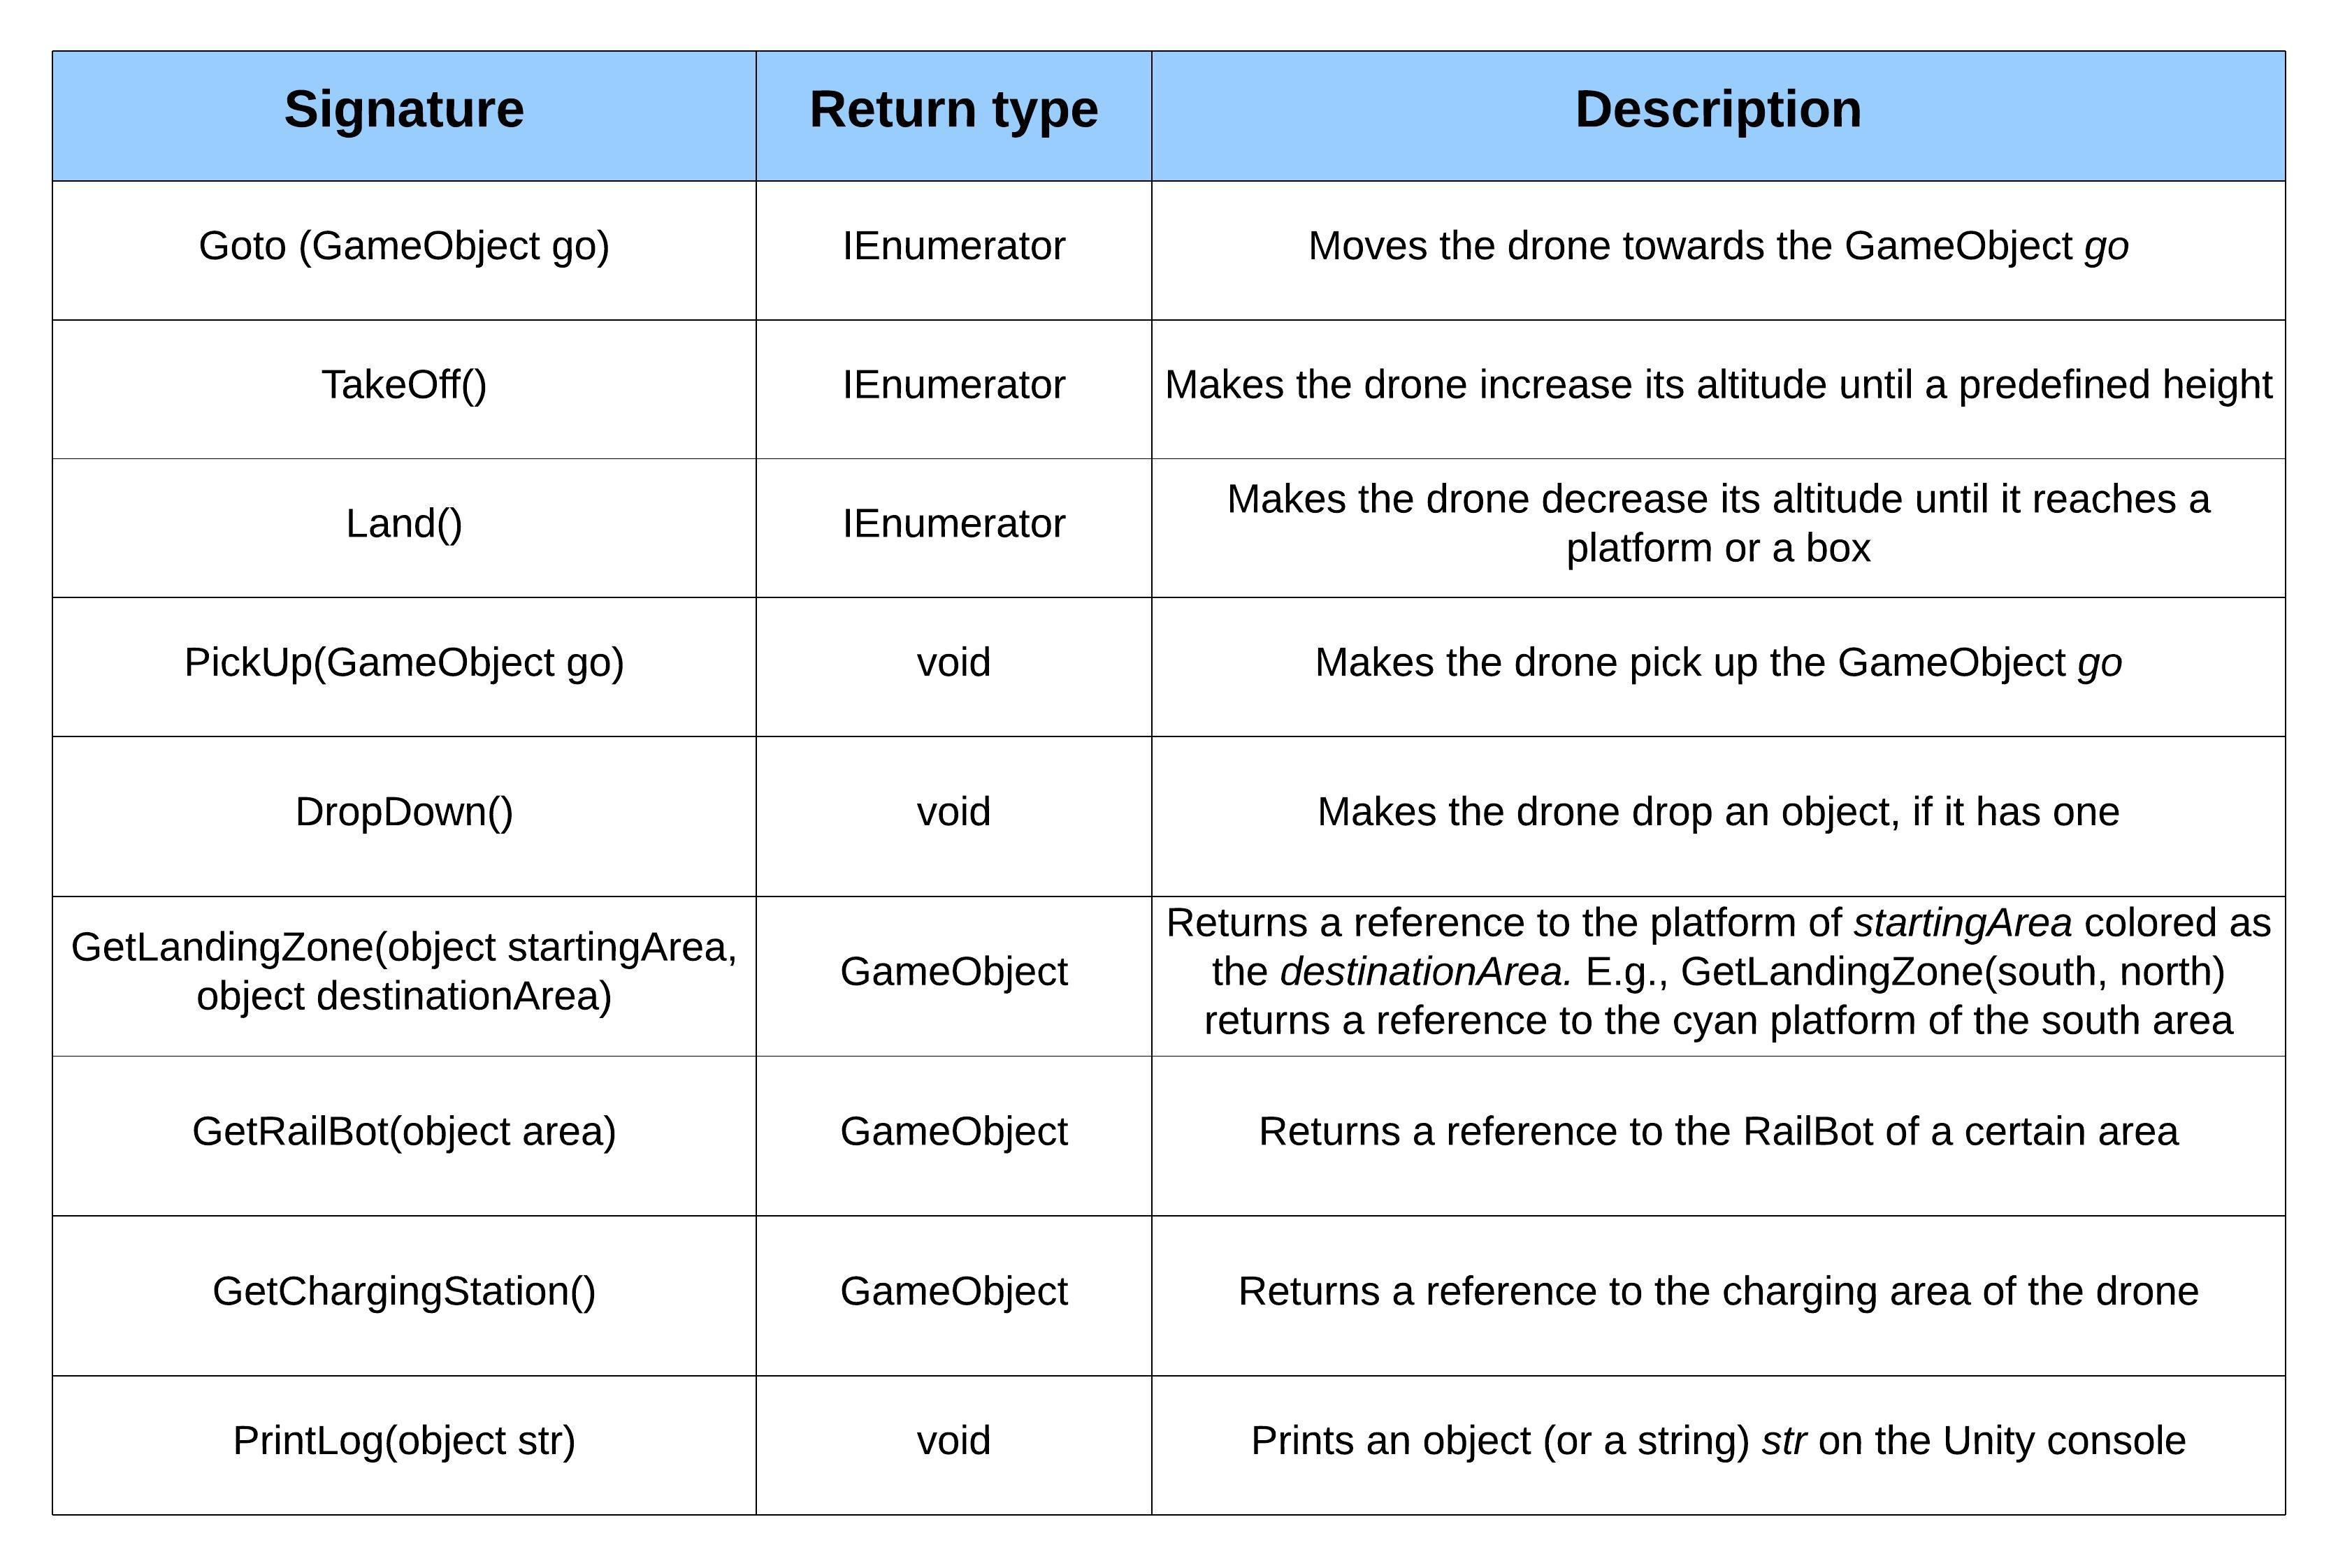 Signature
Return type
Description
Goto (GameObject go)
IEnumerator
Moves the drone towards the GameObject go
TakeOff()
IEnumerator
Makes the drone increase its altitude until a predefined height
Land()
IEnumerator
Makes the drone decrease its altitude until it reaches a
platform or a box
PickUp(GameObject go)
void
Makes the drone pick up the GameObject go
DropDown()
void
Makes the drone drop an object, if it has one
GetLandingZone(object startingArea,
object destinationArea)
GameObject
Returns a reference to the platform of startingArea colored as
the destinationArea. E.g., GetLandingZone(south, north)
returns a reference to the cyan platform of the south area
GetRailBot(object area)
GameObject
Returns a reference to the RailBot of a certain area
GetChargingStation()
GameObject
Returns a reference to the charging area of the drone
PrintLog(object str)
void
Prints an object (or a string) str on the Unity console